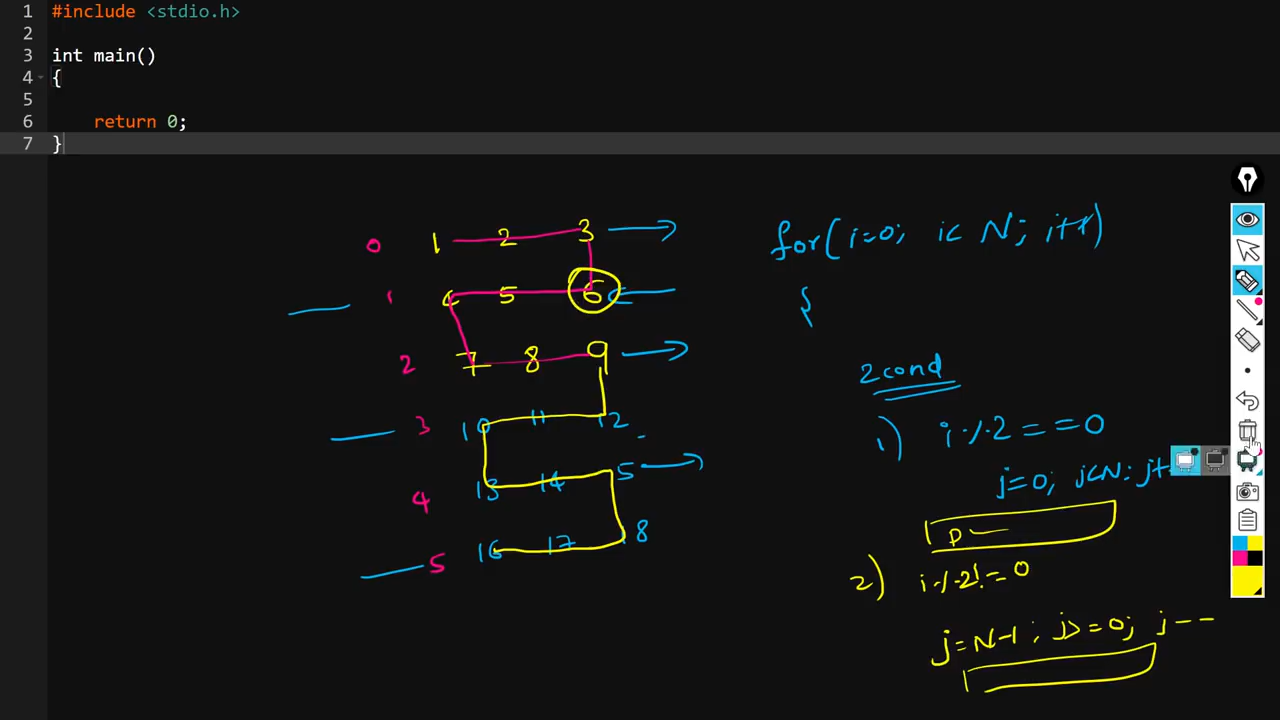 1 #include <stdio.h>
2
3 int main()
4 {
5
6 return 0;
7 }
0 1 2 3
1 4 5 6
2 7 8 9
3 10 11 12
4 13 14 15
5 16 17 18
for(i=0; i< N; i++)
{
2cond
1) i%2==0
j=0; j<N; j+
P
2) i%2!=0
j=N-1; j>=0; j--